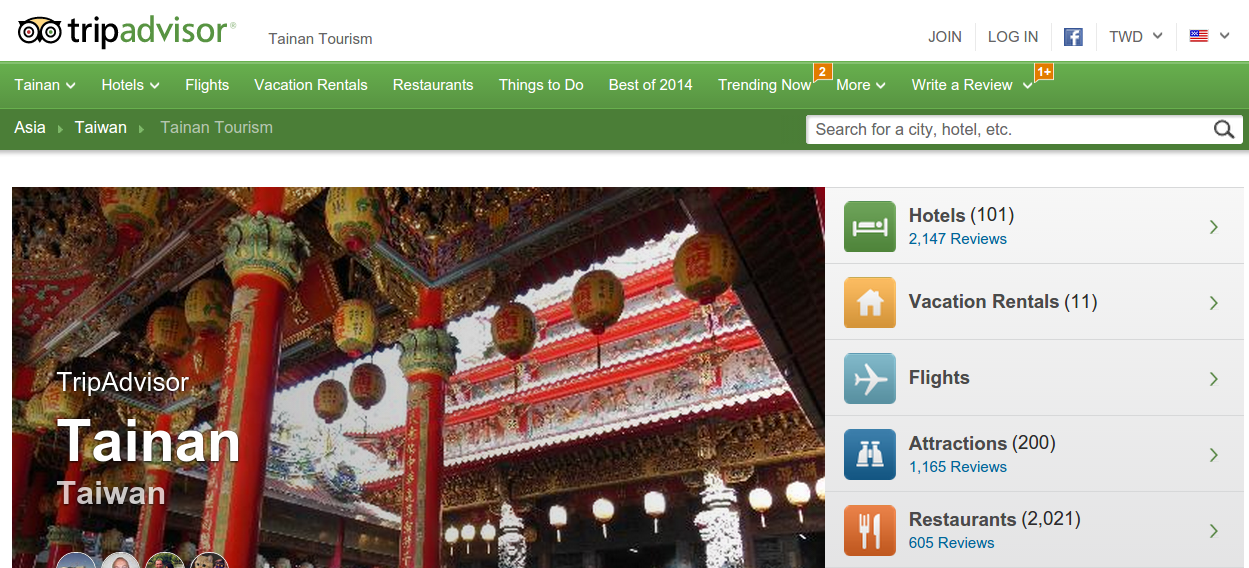 tripadvisor®
Tainan Tourism
JOIN
LOG IN
TWD
Tainan
Hotels
Flights
Vacation Rentals
Restaurants
Things to Do
Best of 2014
Trending Now
2
More
Write a Review
1+
Asia
Taiwan
Tainan Tourism
Search for a city, hotel, etc.
TripAdvisor
Tainan
Taiwan
Hotels (101)
2,147 Reviews
Vacation Rentals (11)
Flights
Attractions (200)
1,165 Reviews
Restaurants (2,021)
605 Reviews